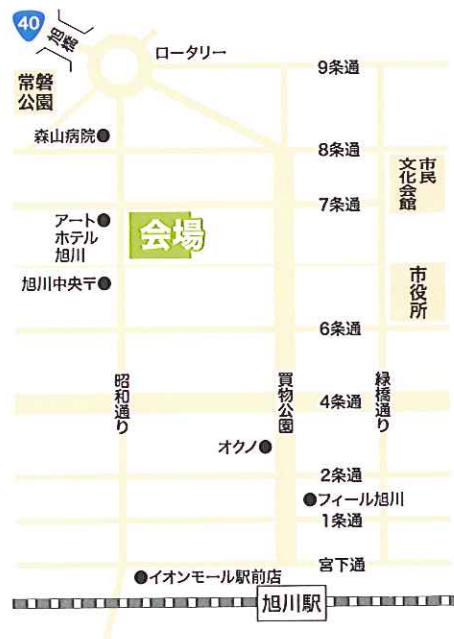 40
旭橋
ロータリー
9条通
常磐
公園
森山病院
8条通
市民
文化会館
7条通
アート
ホテル
旭川
会場
旭川中央〒
市役所
6条通
昭和通り
買物公園
緑橋通り
4条通
オクノ
2条通
フィール旭川
1条通
宮下通
イオンモール駅前店
旭川駅